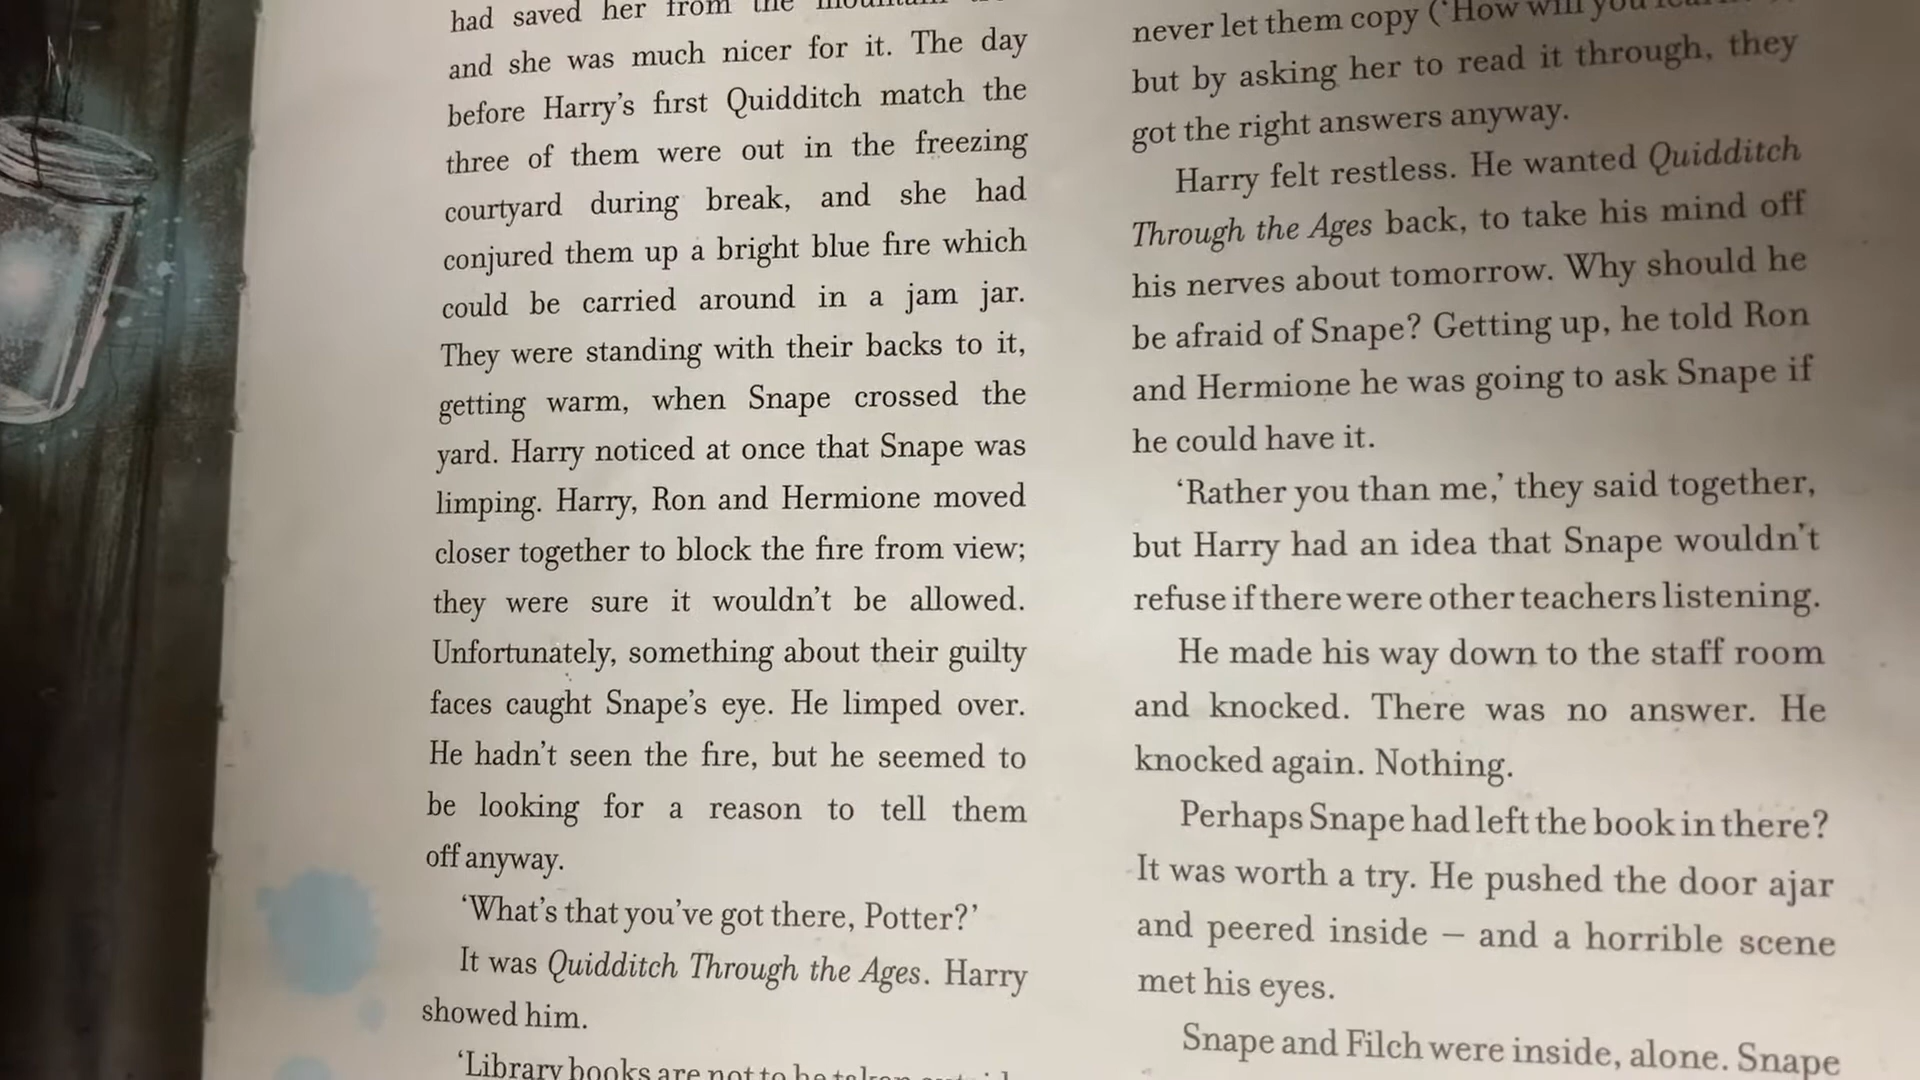 had saved her from the mountain
and she was much nicer for it. The day
before Harry's first Quidditch match the
three of them were out in the freezing
courtyard during break, and she had
conjured them up a bright blue fire which
could be carried around in a jam jar.
They were standing with their backs to it,
getting warm, when Snape crossed the
yard. Harry noticed at once that Snape was
limping. Harry, Ron and Hermione moved
closer together to block the fire from view;
they were sure it wouldn't be allowed.
Unfortunately, something about their guilty
faces caught Snape's eye. He limped over.
He hadn't seen the fire, but he seemed to
be looking for a reason to tell them
off anyway.
‘What's that you've got there, Potter?’
It was Quidditch Through the Ages. Harry
showed him.
‘Library books are not to be taken
never let them copy (‘How will you
but by asking her to read it through, they
got the right answers anyway.
Harry felt restless. He wanted Quidditch
Through the Ages back, to take his mind off
his nerves about tomorrow. Why should he
be afraid of Snape? Getting up, he told Ron
and Hermione he was going to ask Snape if
he could have it.
‘Rather you than me,’ they said together,
but Harry had an idea that Snape wouldn't
refuse if there were other teachers listening.
He made his way down to the staff room
and knocked. There was no answer. He
knocked again. Nothing.
Perhaps Snape had left the book in there?
It was worth a try. He pushed the door ajar
and peered inside – and a horrible scene
met his eyes.
Snape and Filch were inside, alone. Snape